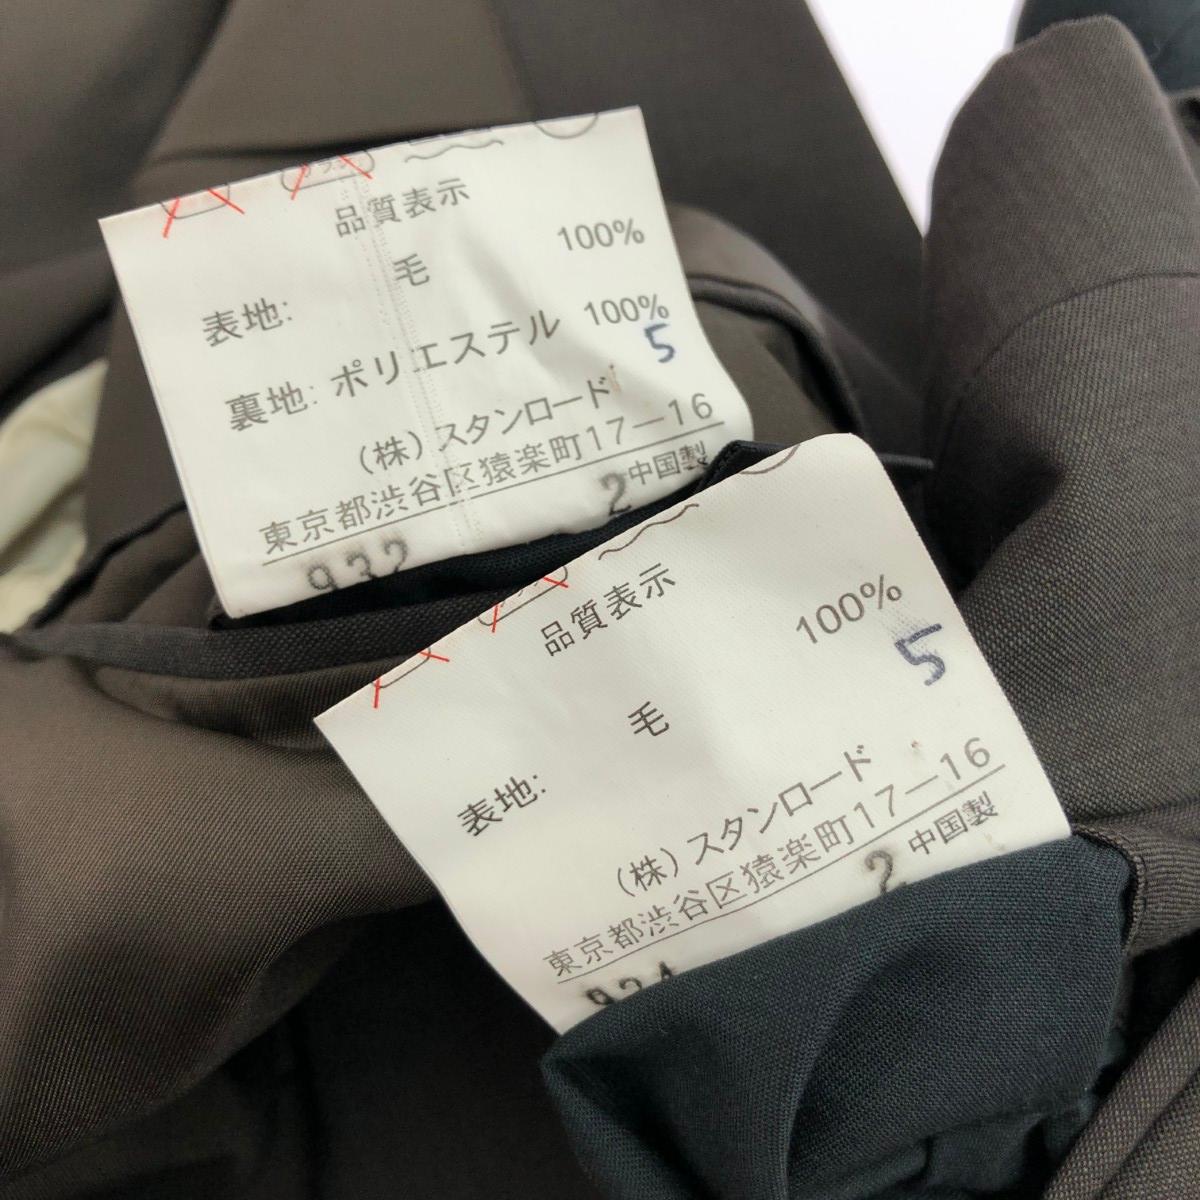 品質表示
表地: 毛 100%
裏地: ポリエステル 100%
5
(株) スタンロード
東京都渋谷区猿楽町17—16
932 2 中国製
品質表示
表地: 毛 100%
5
(株) スタンロード
東京都渋谷区猿楽町17—16
2 中国製